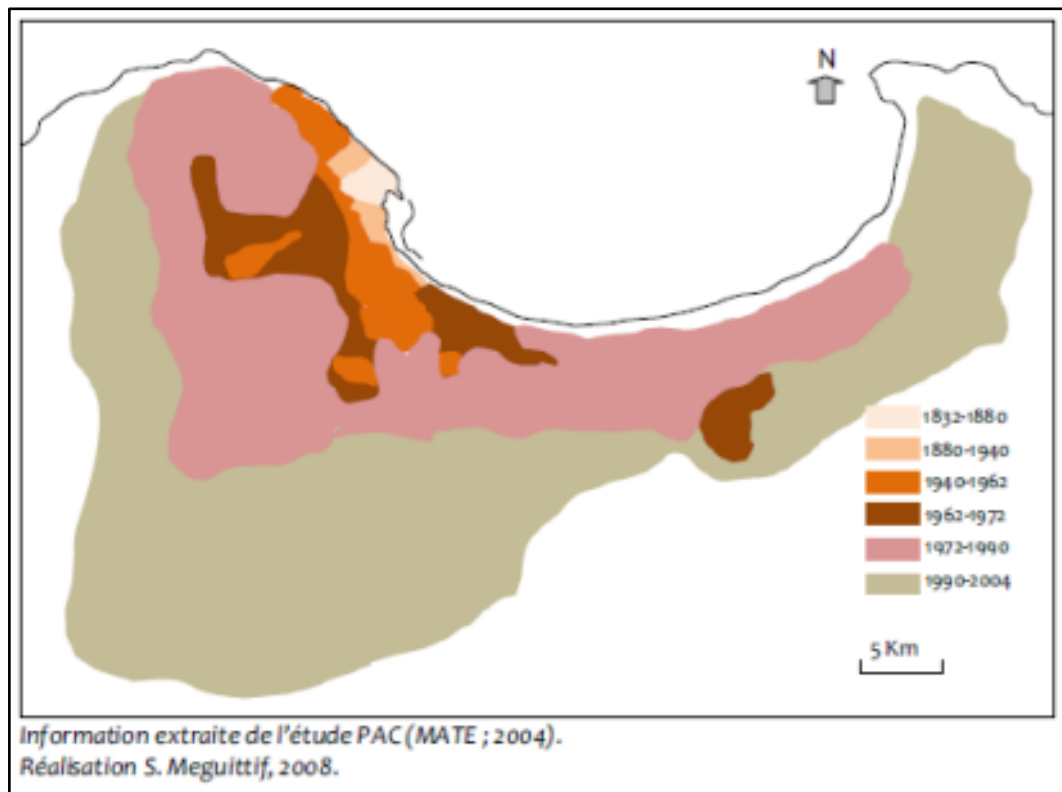 N
1832-1880
1880-1940
1940-1962
1962-1972
1972-1990
1990-2004
5 Km
Information extraite de l'étude PAC (MATE ; 2004).
Réalisation S. Meguittif, 2008.